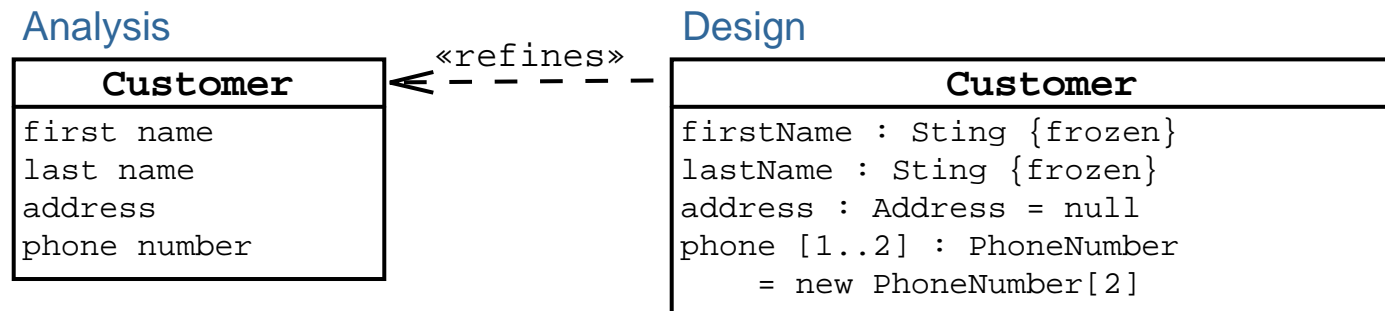 Analysis
Design
«refines»
Customer
Customer
first name
last name
address
phone number
firstName : Sting {frozen}
lastName : Sting {frozen}
address : Address = null
phone [1..2] : PhoneNumber
= new PhoneNumber[2]